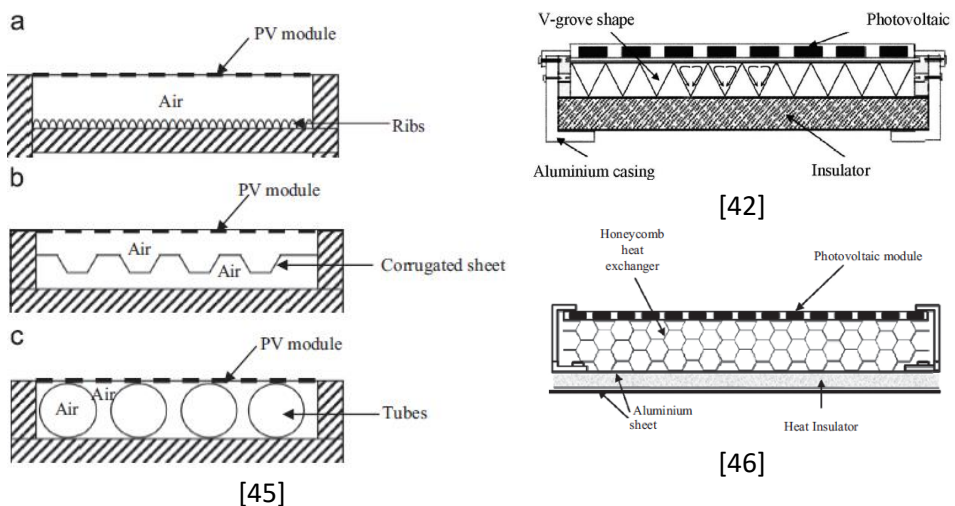 a
PV module
Air
Ribs
b
PV module
Air
Air
Corrugated sheet
c
PV module
Air
Air
Tubes
[45]
V-grove shape
Photovoltaic
Aluminium casing
Insulator
[42]
Honeycomb
heat
exchanger
Photovoltaic module
Aluminium
sheet
Heat Insulator
[46]